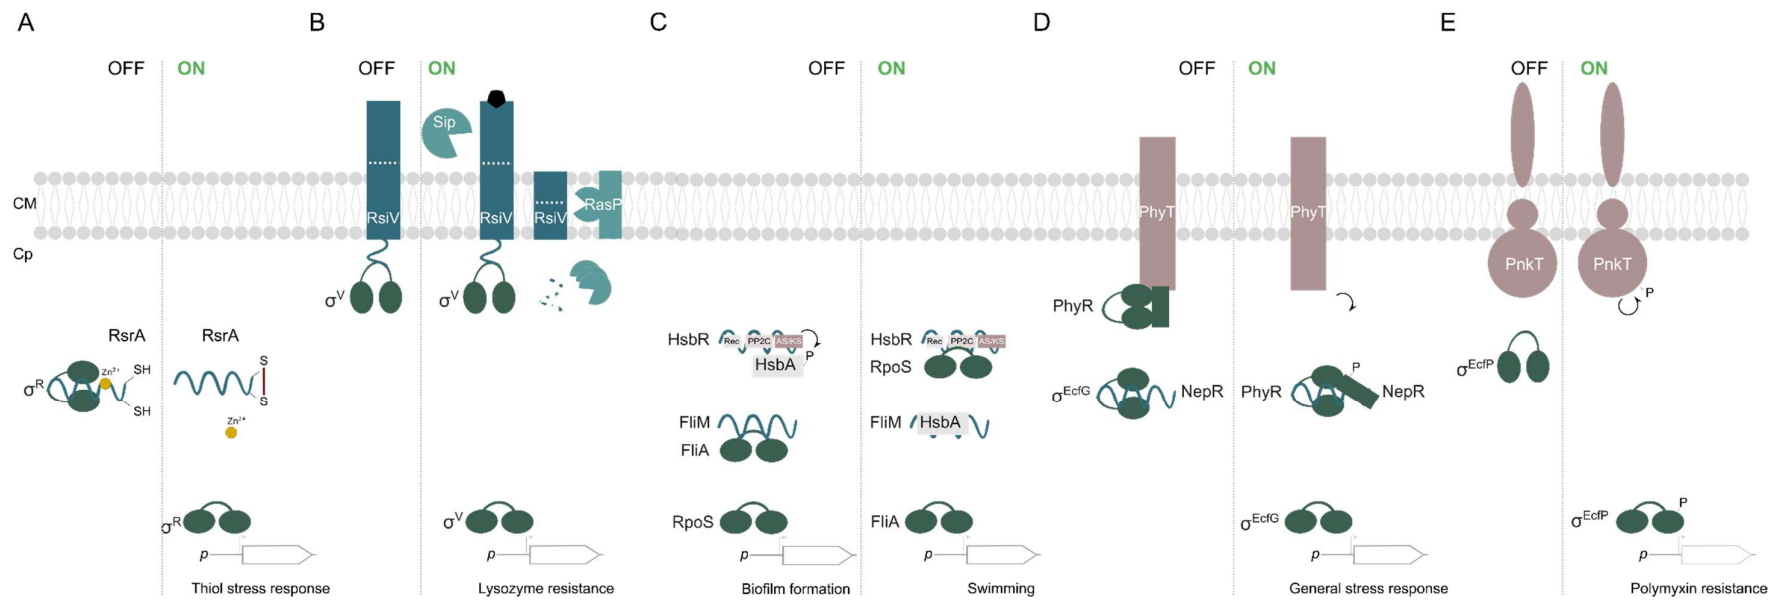 A
B
C
D
E
OFF
ON
OFF
ON
OFF
ON
OFF
ON
OFF
ON
Sip
CM
RsiV
RsiV
RsiV
RasP
PhyT
PhyT
Cp
PnkT
PnkT
P
σV
σV
PhyR
RsrA
RsrA
HsbR
Rec
PP2C
AS/KS
P
HsbA
HsbR
Rec
PP2C
AS/KS
RpoS
σEcfP
σR
Zn2+
SH
SH
S
S
Zn2+
σEcfG
NepR
PhyR
P
NepR
FliM
FliA
FliM
HsbA
σR
σV
RpoS
FliA
σEcfG
σEcfP
P
p
p
p
p
p
p
Thiol stress response
Lysozyme resistance
Biofilm formation
Swimming
General stress response
Polymyxin resistance